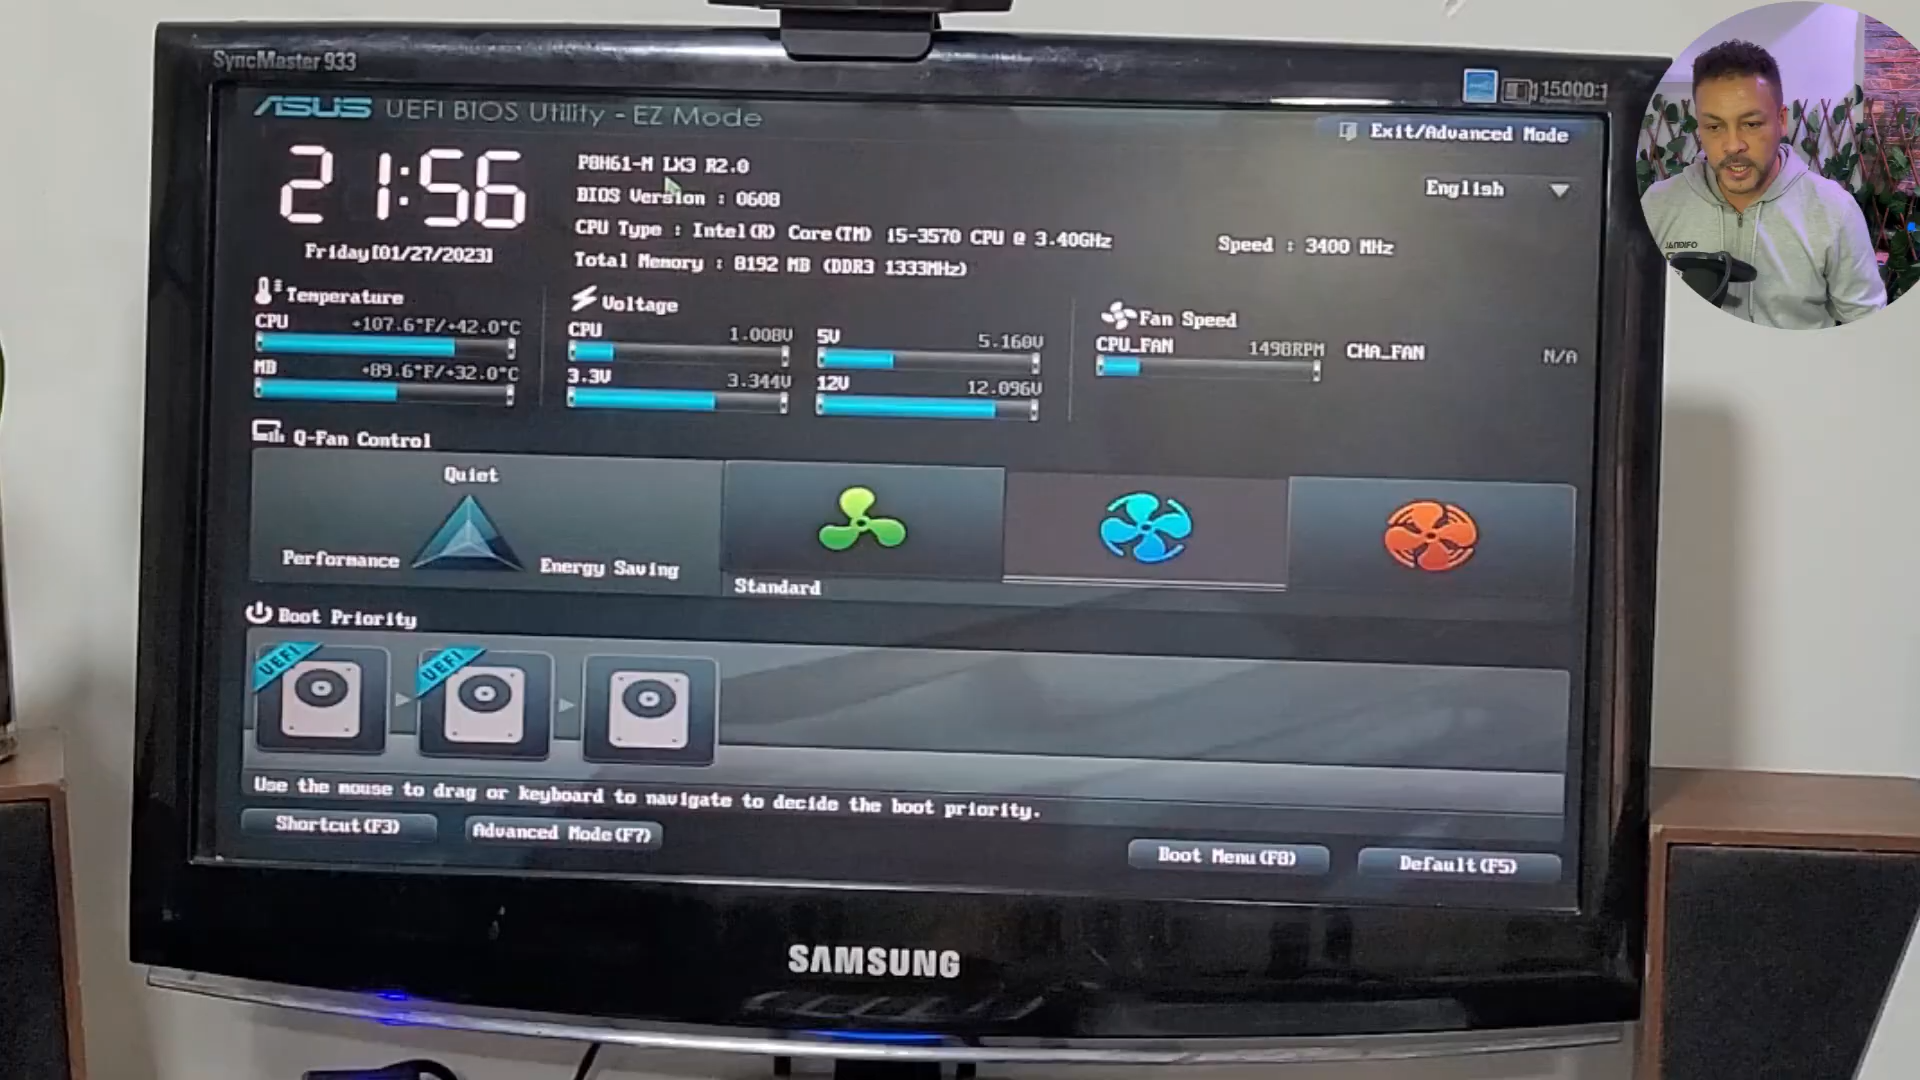 SyncMaster 933
15000:1
ASUS UEFI BIOS Utility - EZ Mode
Exit/Advanced Mode
21:56
Friday[01/27/2023]
P8H61-M LX3 R2.0
BIOS Version : 0608
CPU Type : Intel(R) Core(TM) i5-3570 CPU @ 3.40GHz
Speed : 3400 MHz
Total Memory : 8192 MB (DDR3 1333MHz)
English
Temperature
CPU +107.6°F/+42.0°C
MB +89.6°F/+32.0°C
Voltage
CPU 1.008V 5V 5.160V
3.3V 3.344V 12V 12.096V
Fan Speed
CPU_FAN 1490RPM CHA_FAN N/A
Q-Fan Control
Quiet
Performance
Energy Saving
Standard
Boot Priority
UEFI
UEFI
Use the mouse to drag or keyboard to navigate to decide the boot priority.
Shortcut(F3)
Advanced Mode(F7)
Boot Menu(F8)
Default(F5)
SAMSUNG